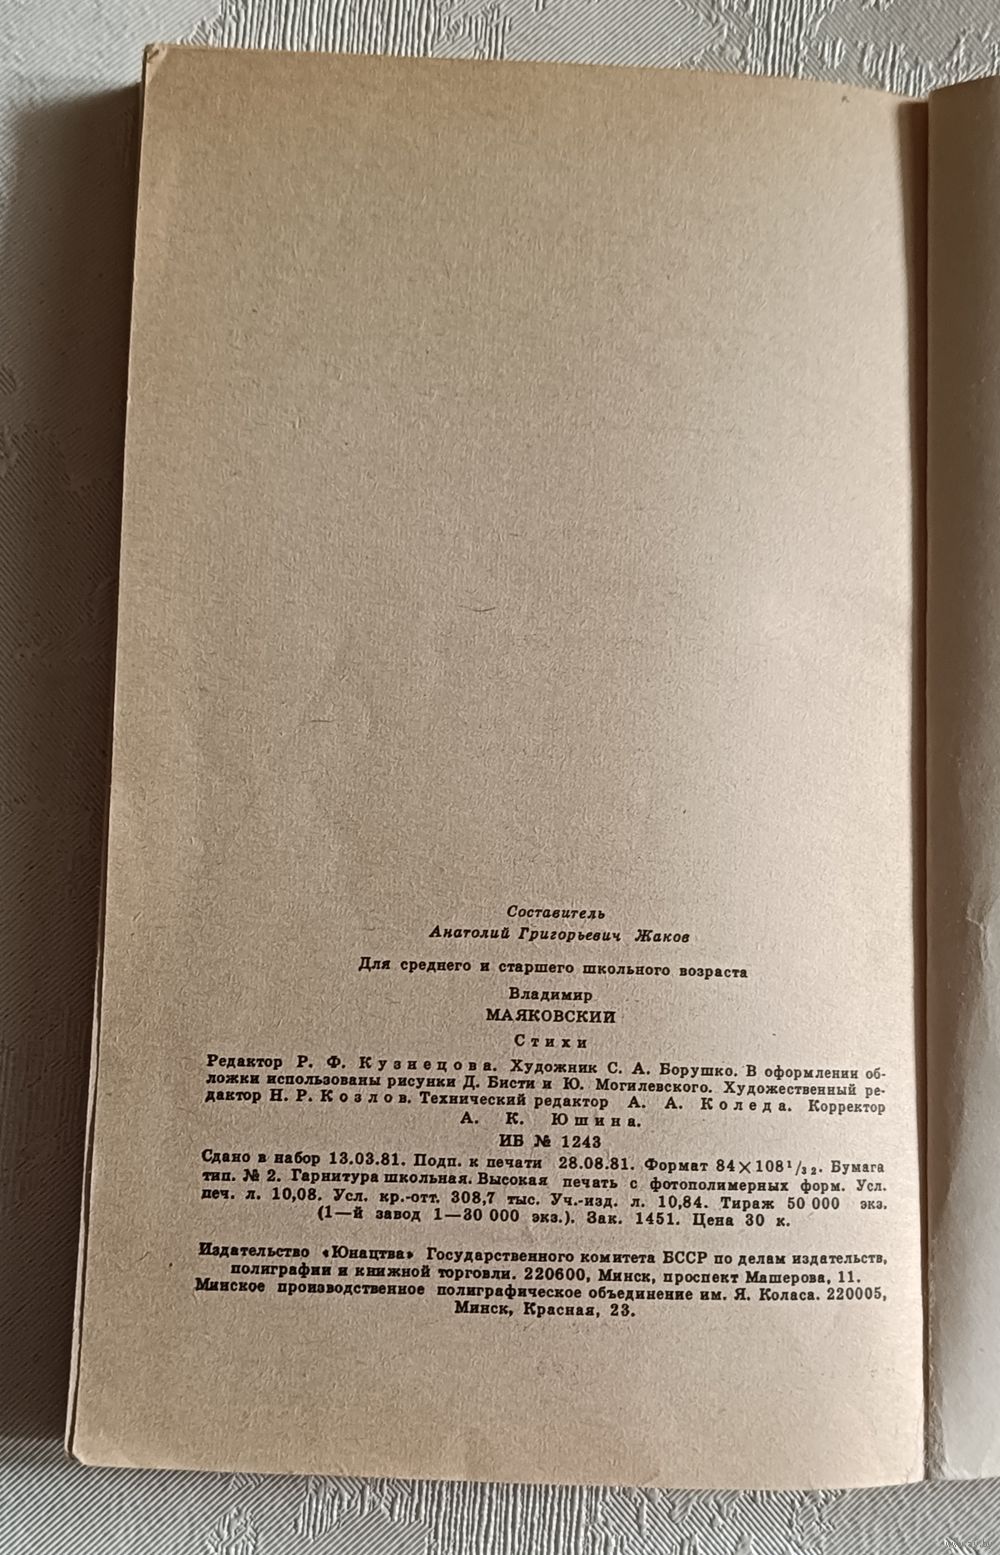 Составитель
Анатолий Григорьевич Жаков
Для среднего и старшего школьного возраста
Владимир
МАЯКОВСКИЙ
Стихи
Редактор Р. Ф. Кузнецова. Художник С. А. Борушко. В оформлении об-
ложки использованы рисунки Д. Бисти и Ю. Могилевского. Художественный ре-
дактор Н. Р. Козлов. Технический редактор А. А. Коледа. Корректор
А. К. Юшина.
ИБ № 1243
Сдано в набор 13.03.81. Подп. к печати 28.08.81. Формат 84×108¹/₃₂. Бумага
тип. № 2. Гарнитура школьная. Высокая печать с фотополимерных форм. Усл.
печ. л. 10,08. Усл. кр.-отт. 308,7 тыс. Уч.-изд. л. 10,84. Тираж 50 000 экз.
(1—й завод 1—30 000 экз.). Зак. 1451. Цена 30 к.
Издательство «Юнацтва» Государственного комитета БССР по делам издательств,
полиграфии и книжной торговли. 220600, Минск, проспект Машерова, 11.
Минское производственное полиграфическое объединение им. Я. Коласа. 220005,
Минск, Красная, 23.